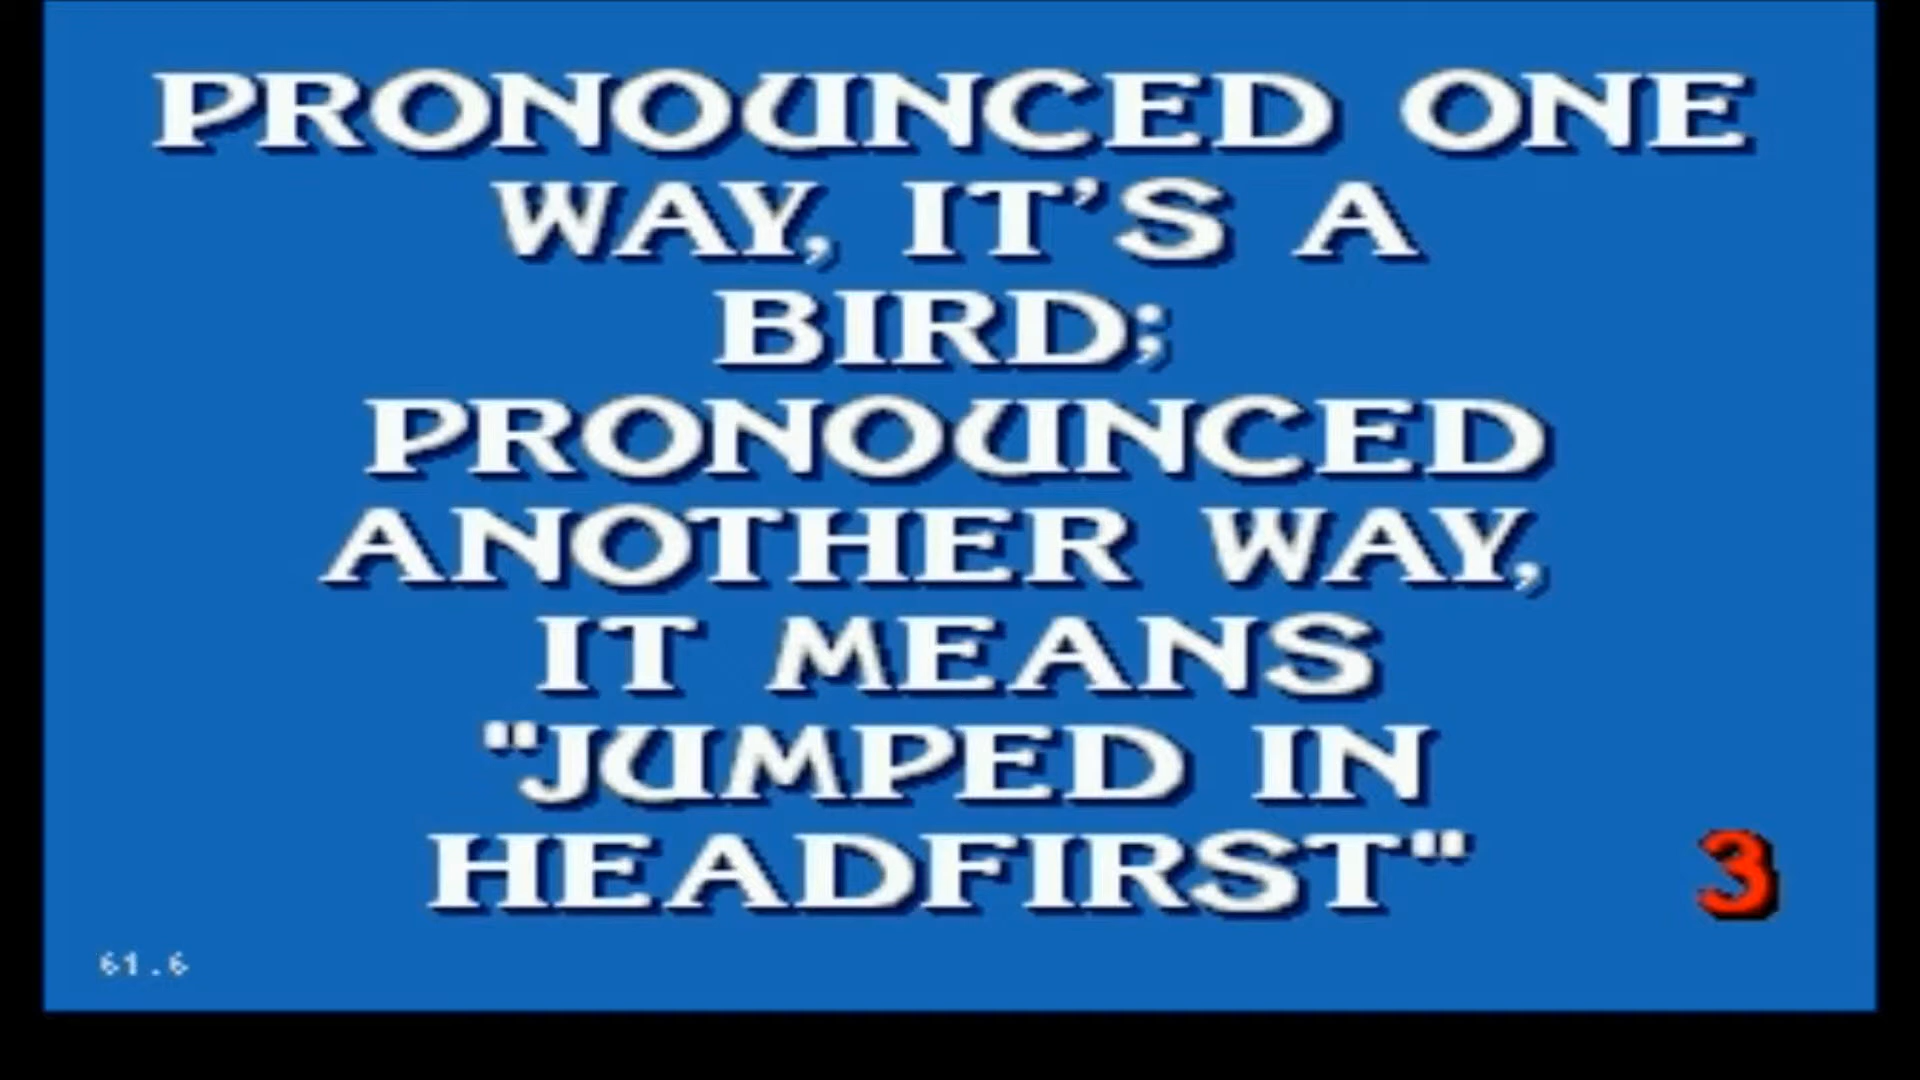 PRONOUNCED ONE
WAY, IT'S A
BIRD;
PRONOUNCED
ANOTHER WAY,
IT MEANS
"JUMPED IN
HEADFIRST"
3
61.6